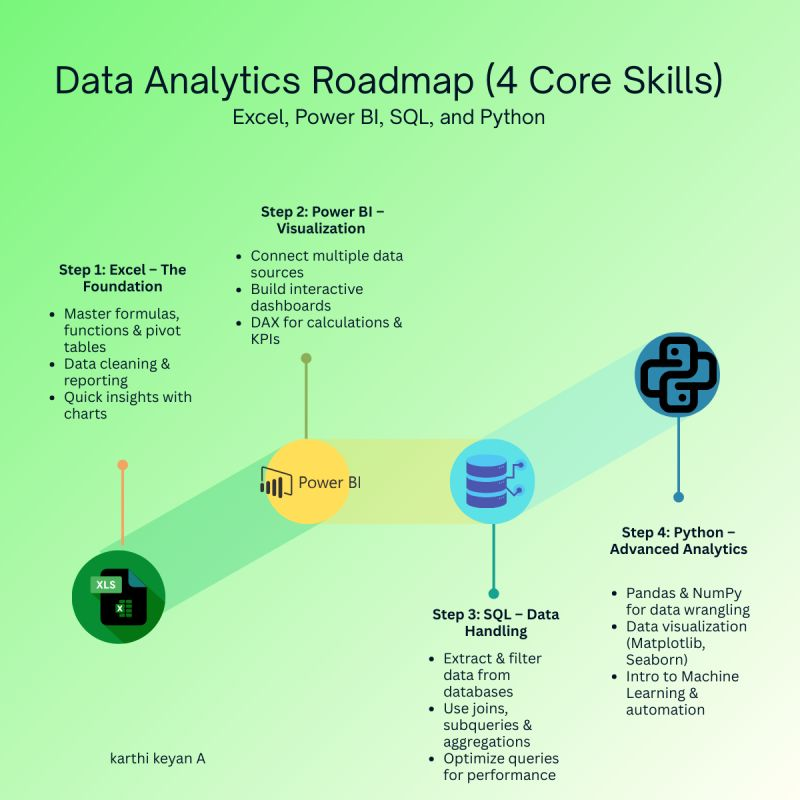 Data Analytics Roadmap (4 Core Skills)
Excel, Power BI, SQL, and Python
Step 1: Excel – The
Foundation
• Master formulas,
functions & pivot
tables
• Data cleaning &
reporting
• Quick insights with
charts
Step 2: Power BI –
Visualization
• Connect multiple data
sources
• Build interactive
dashboards
• DAX for calculations &
KPIs
XLS
X
Power BI
Step 3: SQL – Data
Handling
• Extract & filter
data from
databases
• Use joins,
subqueries &
aggregations
• Optimize queries
for performance
Step 4: Python –
Advanced Analytics
• Pandas & NumPy
for data wrangling
• Data visualization
(Matplotlib,
Seaborn)
• Intro to Machine
Learning &
automation
karthi keyan A